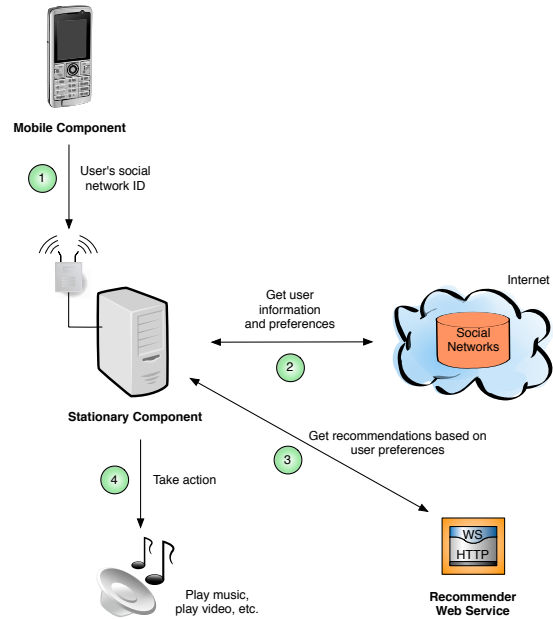 Mobile Component
1
User's social
network ID
Internet
Get user
information
and preferences
Social
Networks
2
Stationary Component
Get recommendations based on
user preferences
3
4
Take action
WS
HTTP
Play music,
play video, etc.
Recommender
Web Service